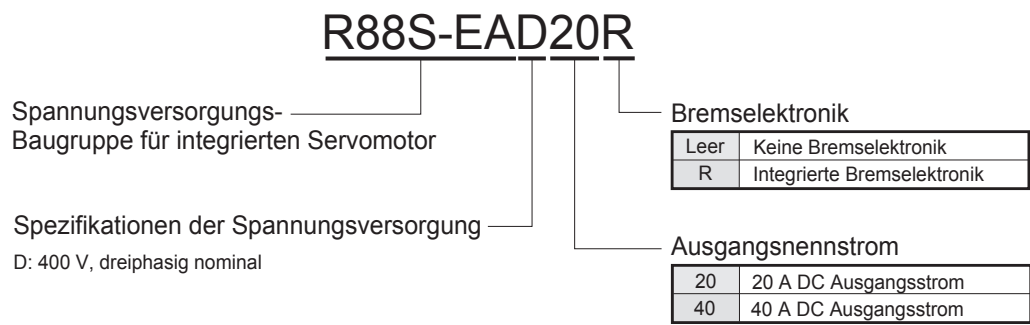 R88S-EAD20R
Spannungsversorgungs-
Baugruppe für integrierten Servomotor
Spezifikationen der Spannungsversorgung
D: 400 V, dreiphasig nominal
Bremselektronik
Leer Keine Bremselektronik
R Integrierte Bremselektronik
Ausgangsnennstrom
20 20 A DC Ausgangsstrom
40 40 A DC Ausgangsstrom